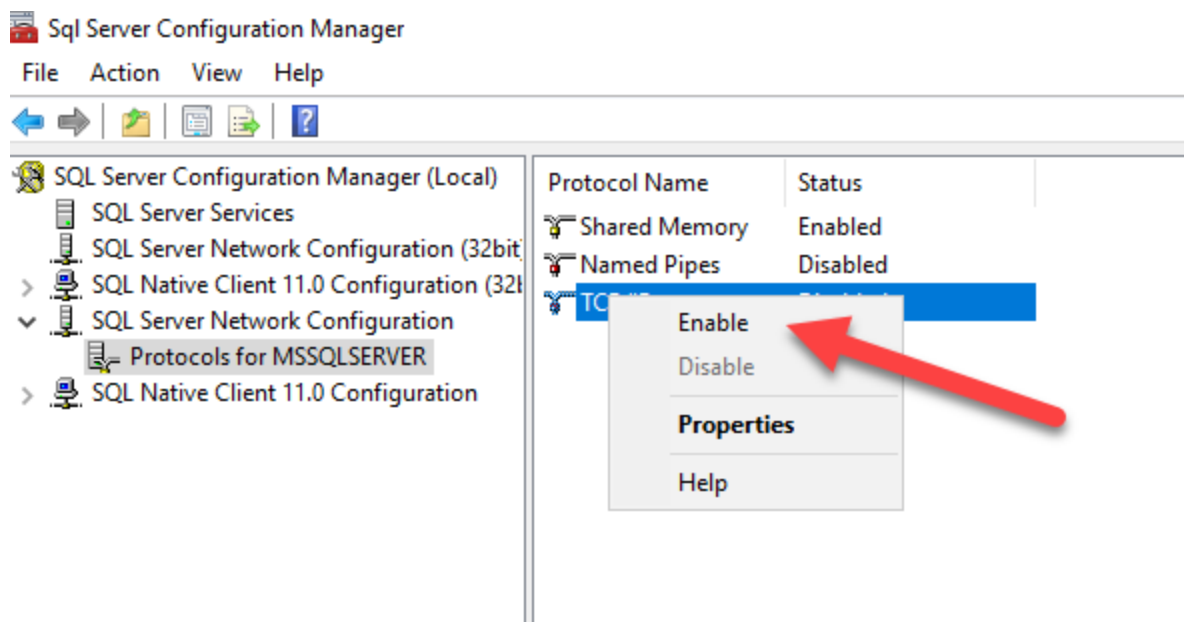 Sql Server Configuration Manager
File Action View Help
SQL Server Configuration Manager (Local)
SQL Server Services
SQL Server Network Configuration (32bit
SQL Native Client 11.0 Configuration (32
SQL Server Network Configuration
Protocols for MSSQLSERVER
SQL Native Client 11.0 Configuration
Protocol Name Status
Shared Memory Enabled
Named Pipes Disabled
TC
Enable
Disable
Properties
Help